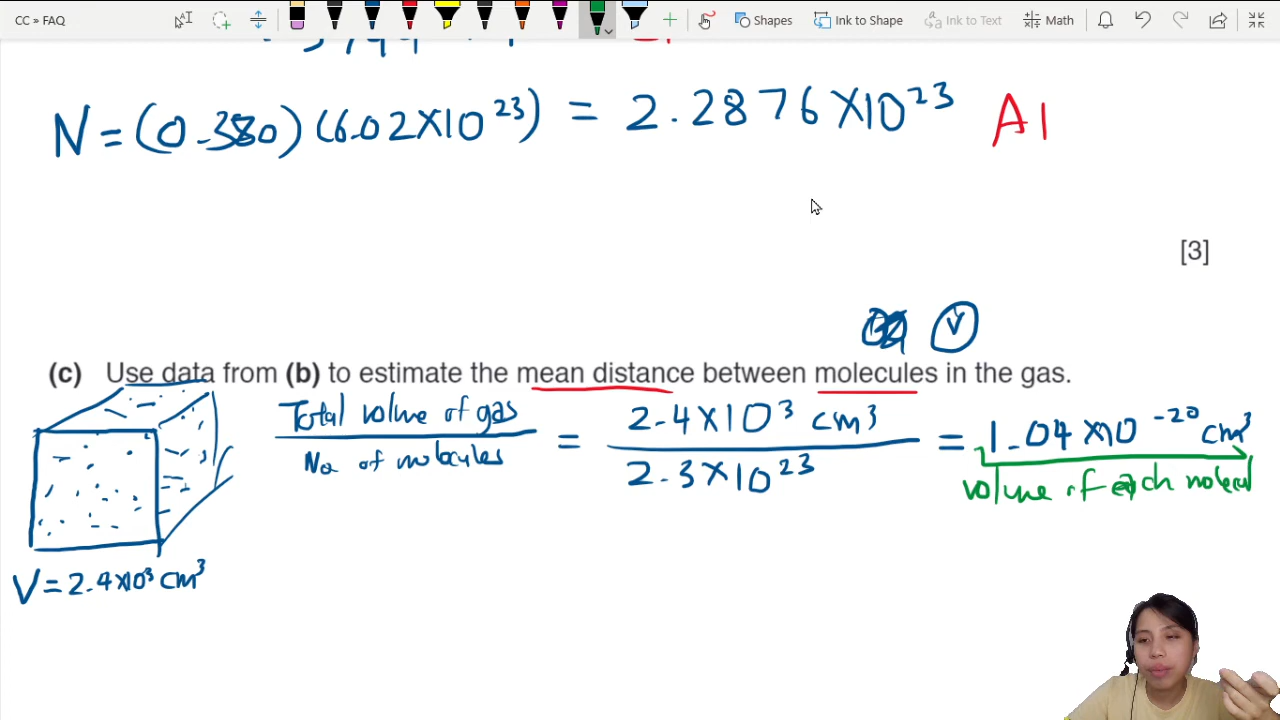 CC » FAQ
Shapes
Ink to Shape
Ink to Text
Math
N = (0.380)(6.02×10²³) = 2.2876×10²³ A1
[3]
V
(c) Use data from (b) to estimate the mean distance between molecules in the gas.
Total volume of gas / No of molecules = 2.4×10³ cm³ / 2.3×10²³ = 1.04×10⁻²⁰ cm³
volume of each molecul
V = 2.4×10³ cm³